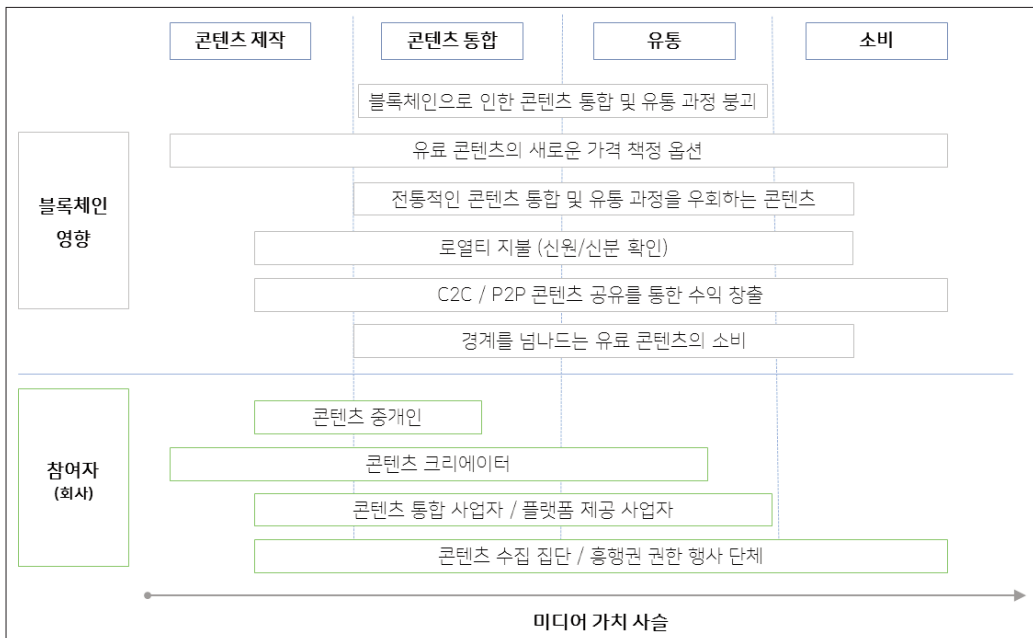 콘텐츠 제작
콘텐츠 통합
유통
소비
블록체인으로 인한 콘텐츠 통합 및 유통 과정 붕괴
유료 콘텐츠의 새로운 가격 책정 옵션
블록체인
영향
전통적인 콘텐츠 통합 및 유통 과정을 우회하는 콘텐츠
로열티 지불 (신원/신분 확인)
C2C / P2P 콘텐츠 공유를 통한 수익 창출
경계를 넘나드는 유료 콘텐츠의 소비
콘텐츠 중개인
콘텐츠 크리에이터
참여자
(회사)
콘텐츠 통합 사업자 / 플랫폼 제공 사업자
콘텐츠 수집 집단 / 흥행권 권한 행사 단체
미디어 가치 사슬